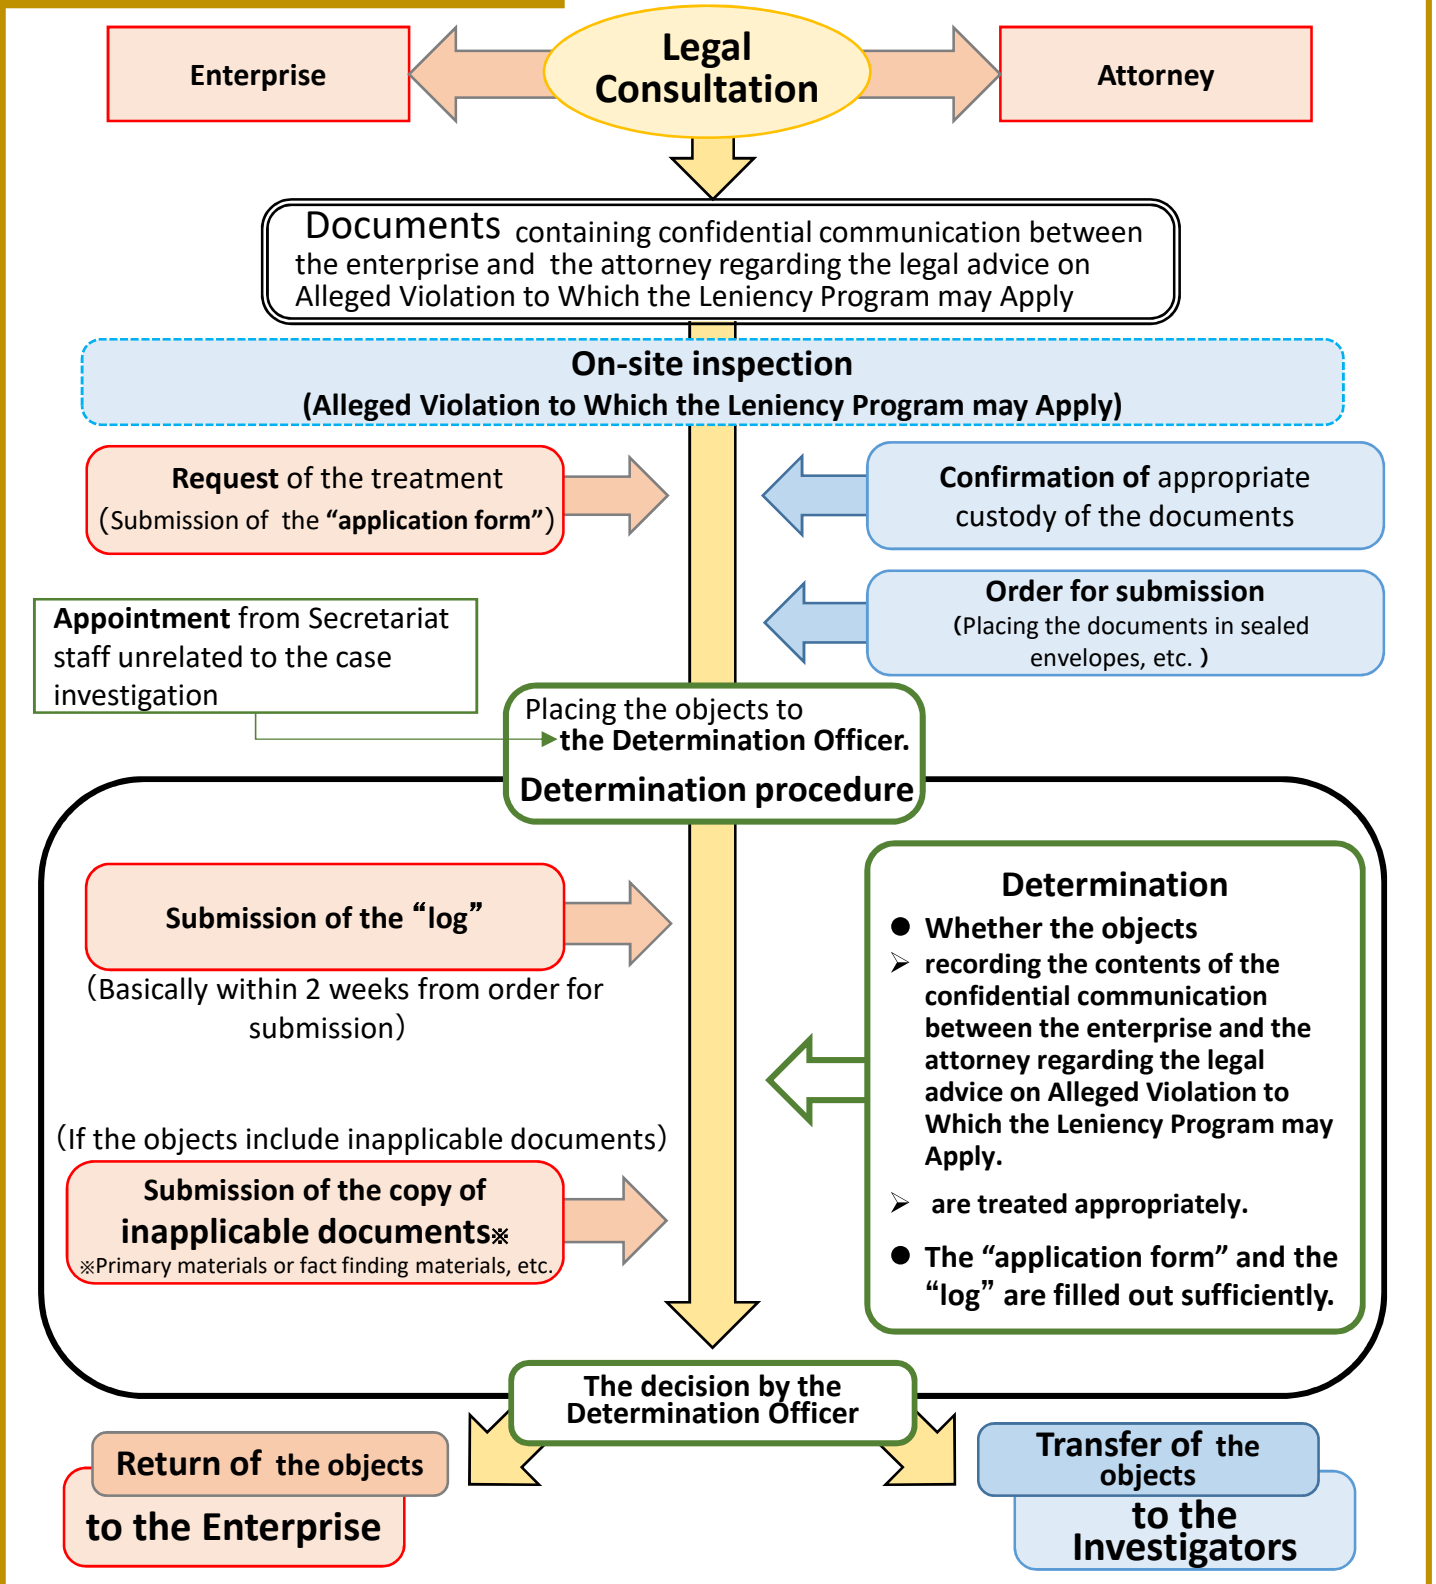 Enterprise
Legal
Consultation
Attorney
Documents containing confidential communication between
the enterprise and the attorney regarding the legal advice on
Alleged Violation to Which the Leniency Program may Apply
On-site inspection
(Alleged Violation to Which the Leniency Program may Apply)
Request of the treatment
（Submission of the “application form”）
Confirmation of appropriate
custody of the documents
Order for submission
(Placing the documents in sealed
envelopes, etc. )
Appointment from Secretariat
staff unrelated to the case
investigation
Placing the objects to
the Determination Officer.
Determination procedure
Submission of the “log”
（Basically within 2 weeks from order for
submission）
（If the objects include inapplicable documents）
Submission of the copy of
inapplicable documents※
※Primary materials or fact finding materials, etc.
Determination
● Whether the objects
➢ recording the contents of the
confidential communication
between the enterprise and the
attorney regarding the legal
advice on Alleged Violation to
Which the Leniency Program may
Apply.
➢ are treated appropriately.
● The “application form” and the
“log” are filled out sufficiently.
The decision by the
Determination Officer
Return of the objects
to the Enterprise
Transfer of the
objects
to the
Investigators